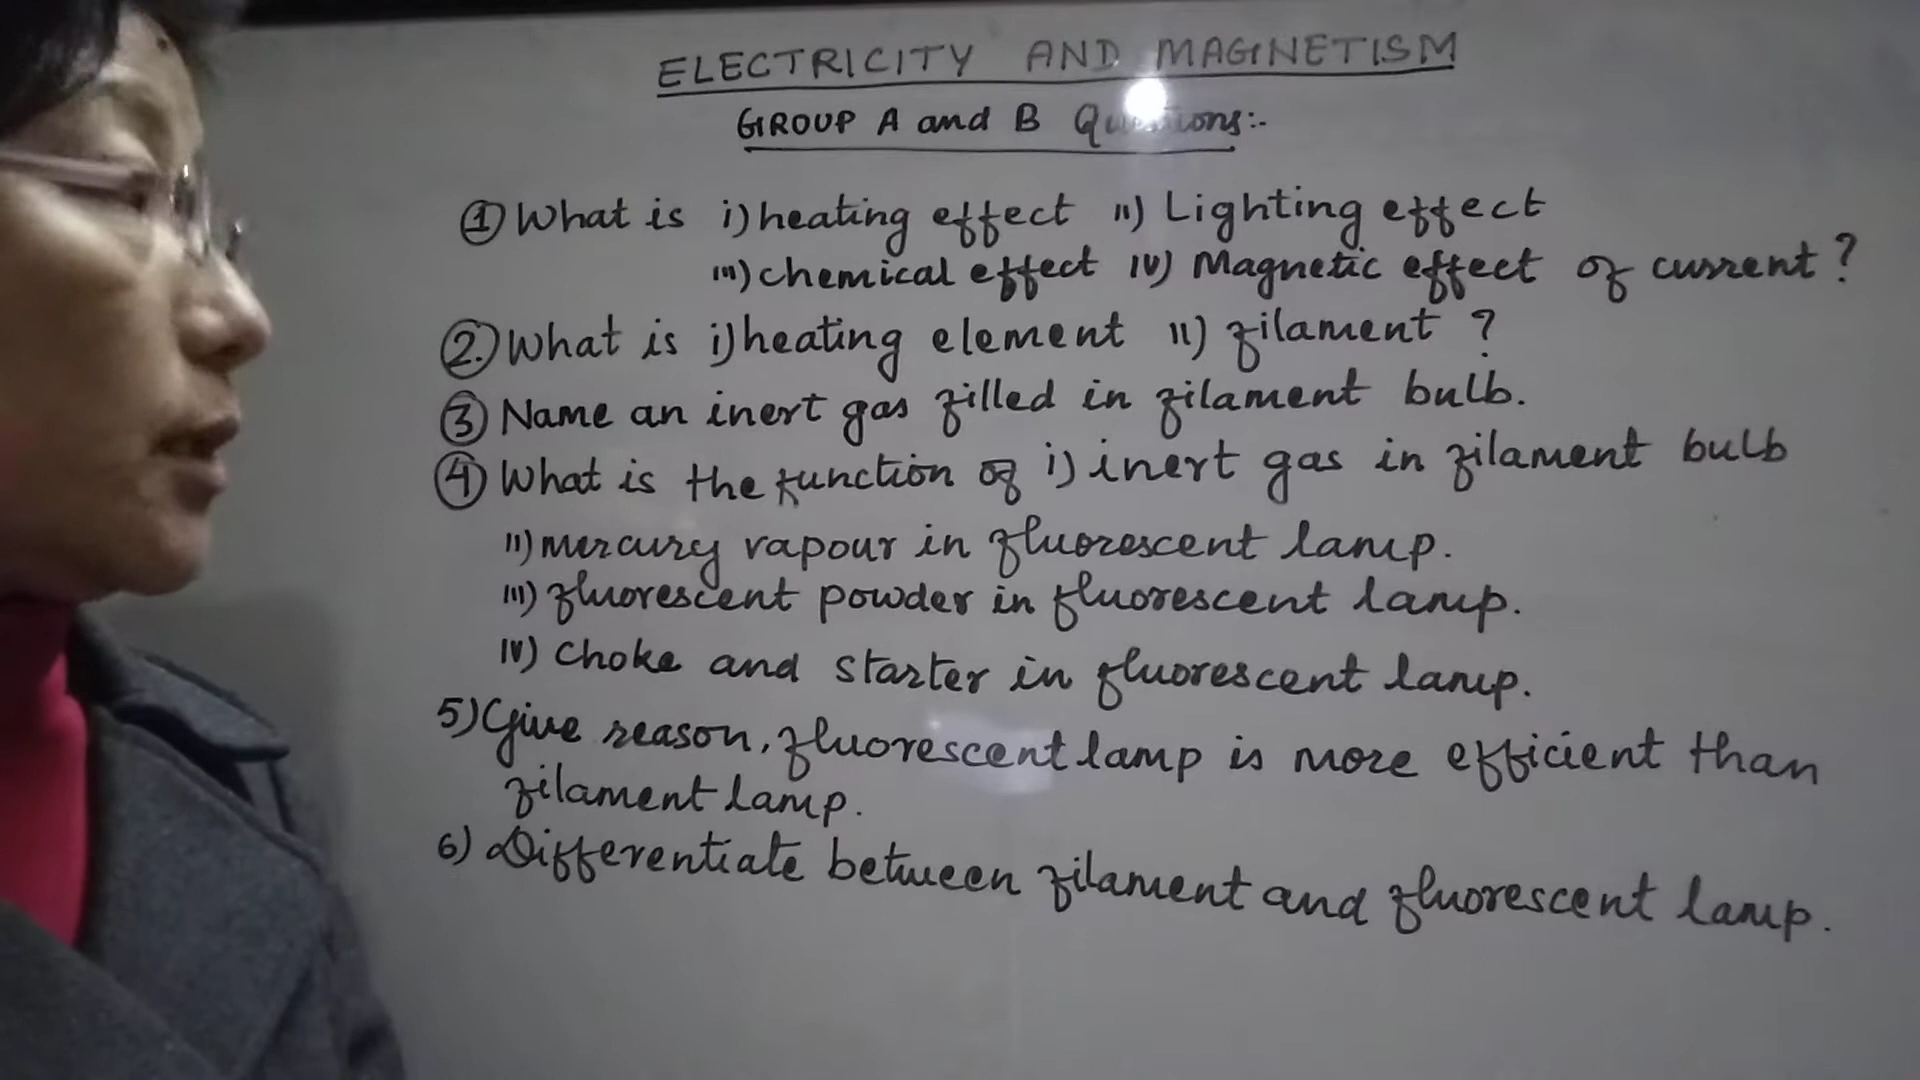 ELECTRICITY AND MAGNETISM
GROUP A and B Questions:-
① What is i) heating effect ii) Lighting effect
iii) chemical effect iv) Magnetic effect of current ?
②. What is i) heating element ii) filament ?
③ Name an inert gas filled in filament bulb.
④ What is the function of i) inert gas in filament bulb
ii) mercury vapour in fluorescent lamp.
iii) fluorescent powder in fluorescent lamp.
iv) choke and starter in fluorescent lamp.
5) Give reason, fluorescent lamp is more efficient than
filament lamp.
6) Differentiate between filament and fluorescent lamp.